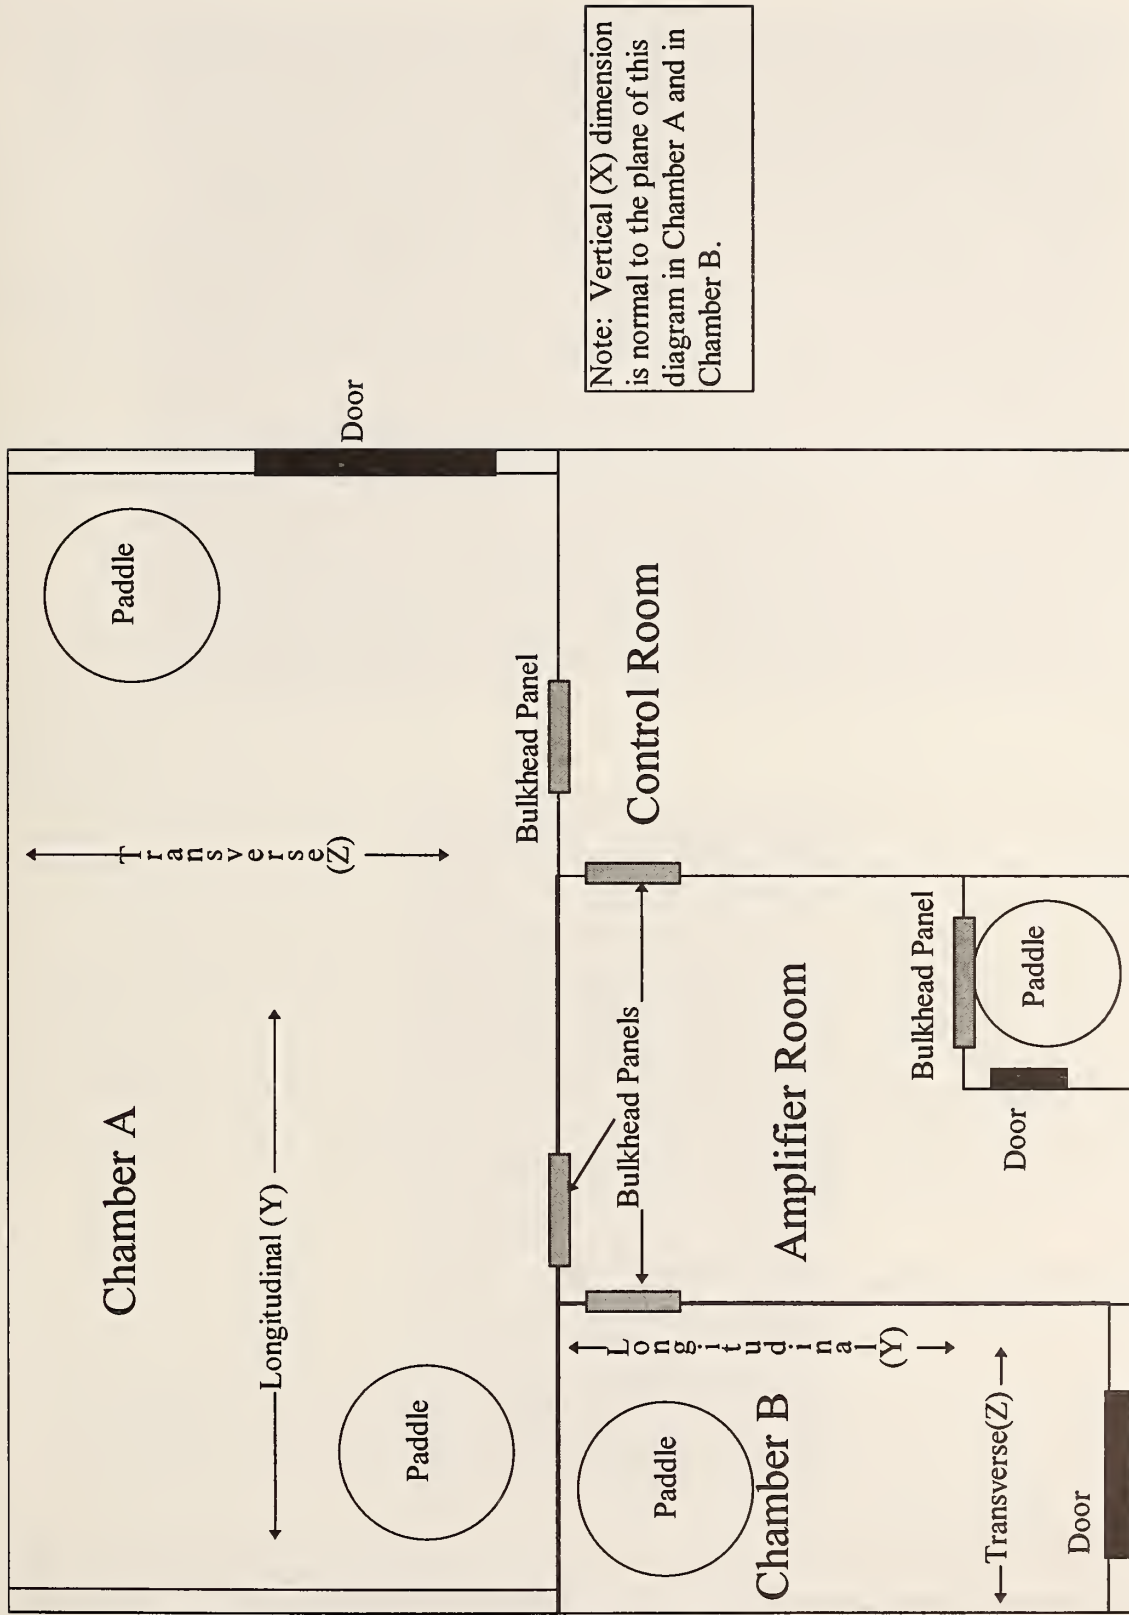 Chamber A
Paddle
Transverse
(Z)
Longitudinal (Y)
Door
Paddle
Bulkhead Panel
Note: Vertical (X) dimension
is normal to the plane of this
diagram in Chamber A and in
Chamber B.
Bulkhead Panels
Control Room
Paddle
Longitudinal
(Y)
Chamber B
Amplifier Room
Bulkhead Panel
Transverse(Z)
Door
Paddle
Door